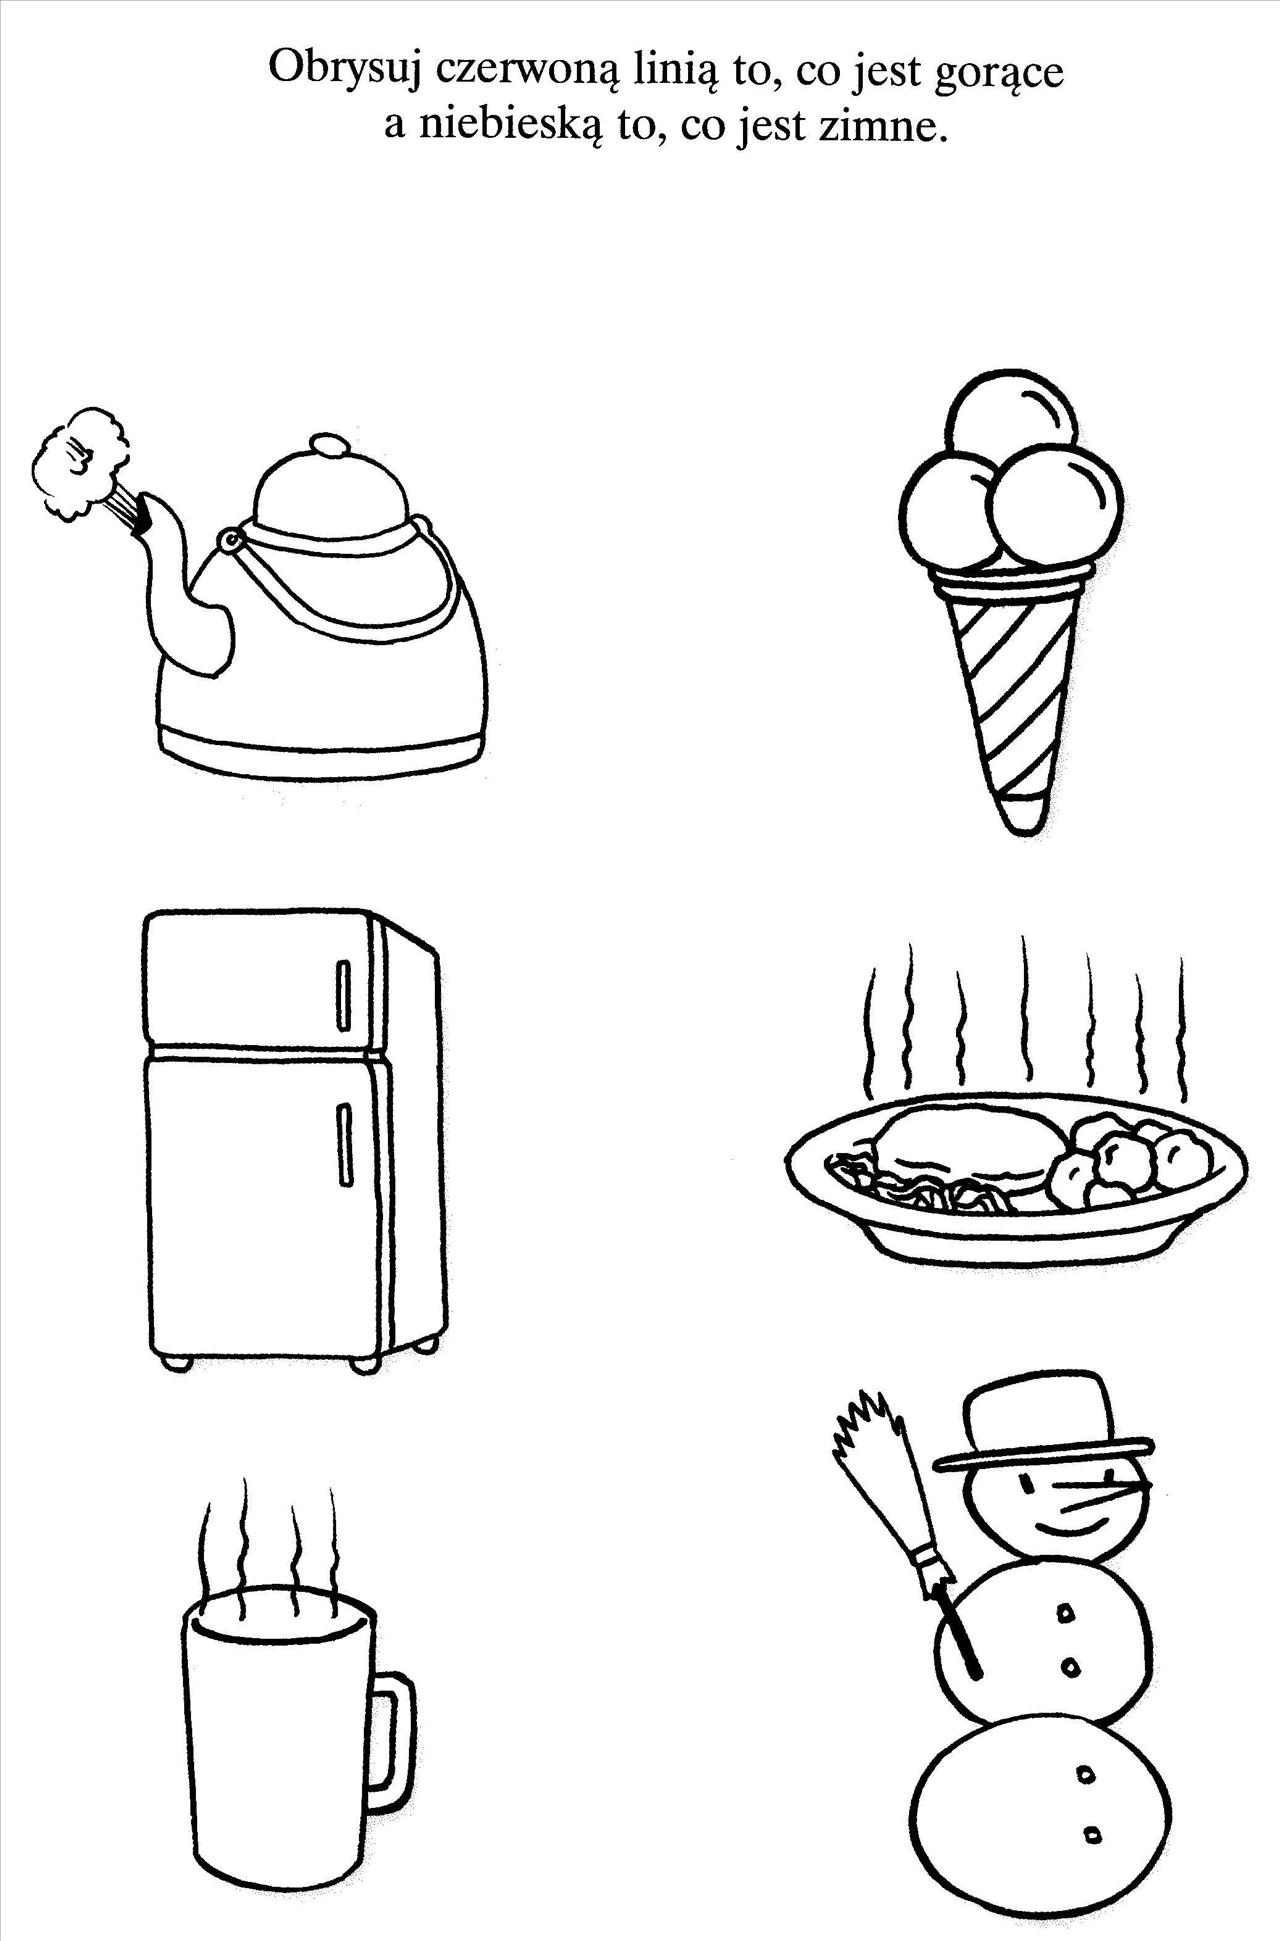 Obrysuj czerwoną linią to, co jest gorące
a niebieską to, co jest zimne.